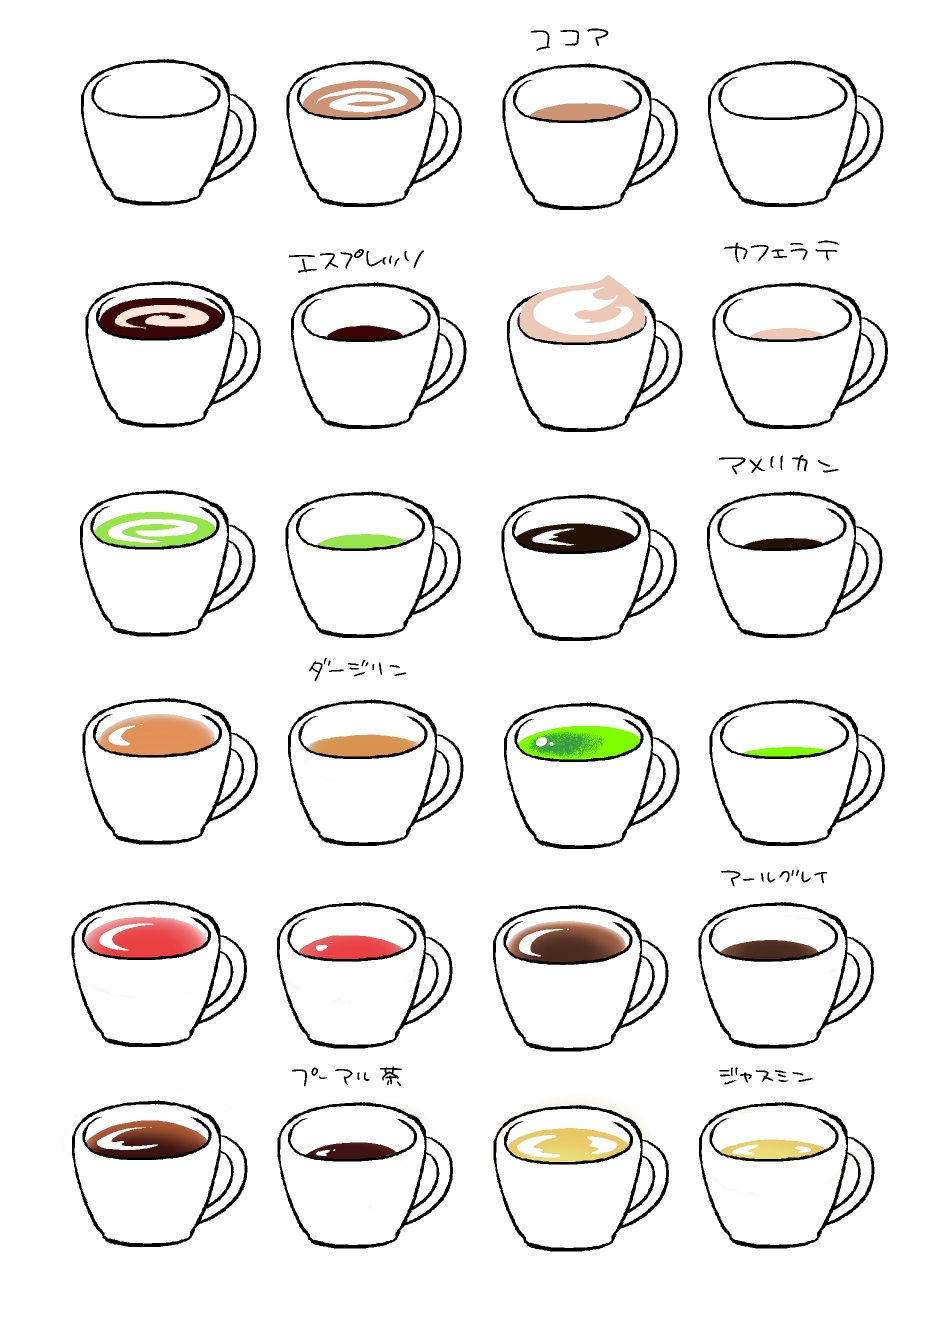 ココア
エスプレッソ
カフェラテ
アメリカン
ダージリン
アールグレイ
プーアル茶
ジャスミン